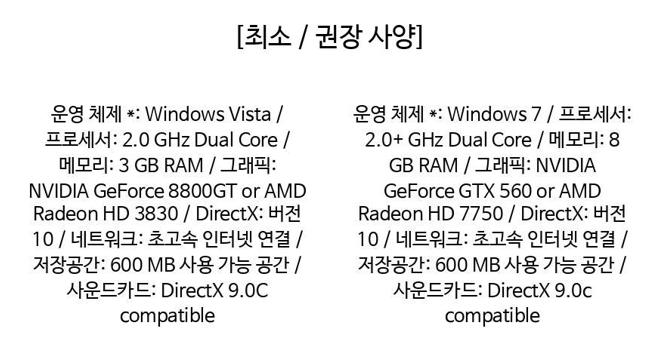 [최소 / 권장 사양]
운영 체제 *: Windows Vista /
프로세서: 2.0 GHz Dual Core /
메모리: 3 GB RAM / 그래픽:
NVIDIA GeForce 8800GT or AMD
Radeon HD 3830 / DirectX: 버전
10 / 네트워크: 초고속 인터넷 연결 /
저장공간: 600 MB 사용 가능 공간 /
사운드카드: DirectX 9.0C
compatible
운영 체제 *: Windows 7 / 프로세서:
2.0+ GHz Dual Core / 메모리: 8
GB RAM / 그래픽: NVIDIA
GeForce GTX 560 or AMD
Radeon HD 7750 / DirectX: 버전
10 / 네트워크: 초고속 인터넷 연결 /
저장공간: 600 MB 사용 가능 공간 /
사운드카드: DirectX 9.0c
compatible